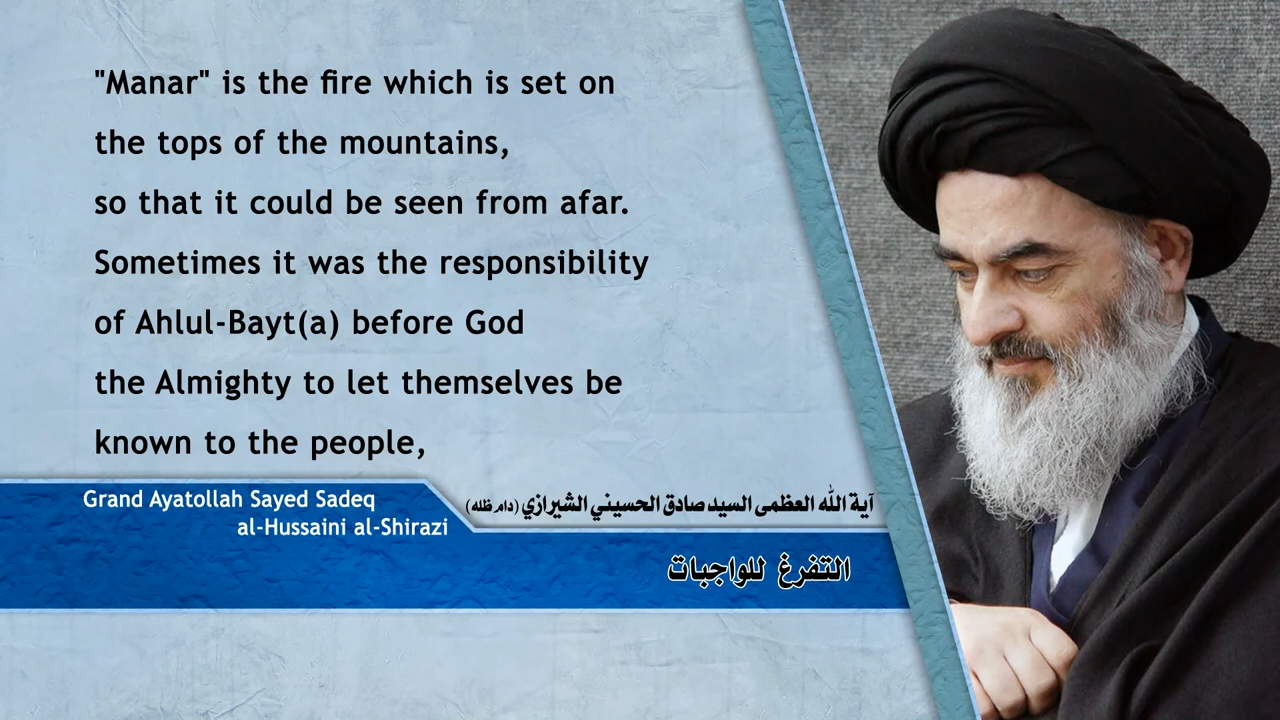 "Manar" is the fire which is set on
the tops of the mountains,
so that it could be seen from afar.
Sometimes it was the responsibility
of Ahlul-Bayt(a) before God
the Almighty to let themselves be
known to the people,
Grand Ayatollah Sayed Sadeq
al-Hussaini al-Shirazi
آية الله العظمى السيد صادق الحسيني الشيرازي (دام ظله)
التفرغ للواجبات